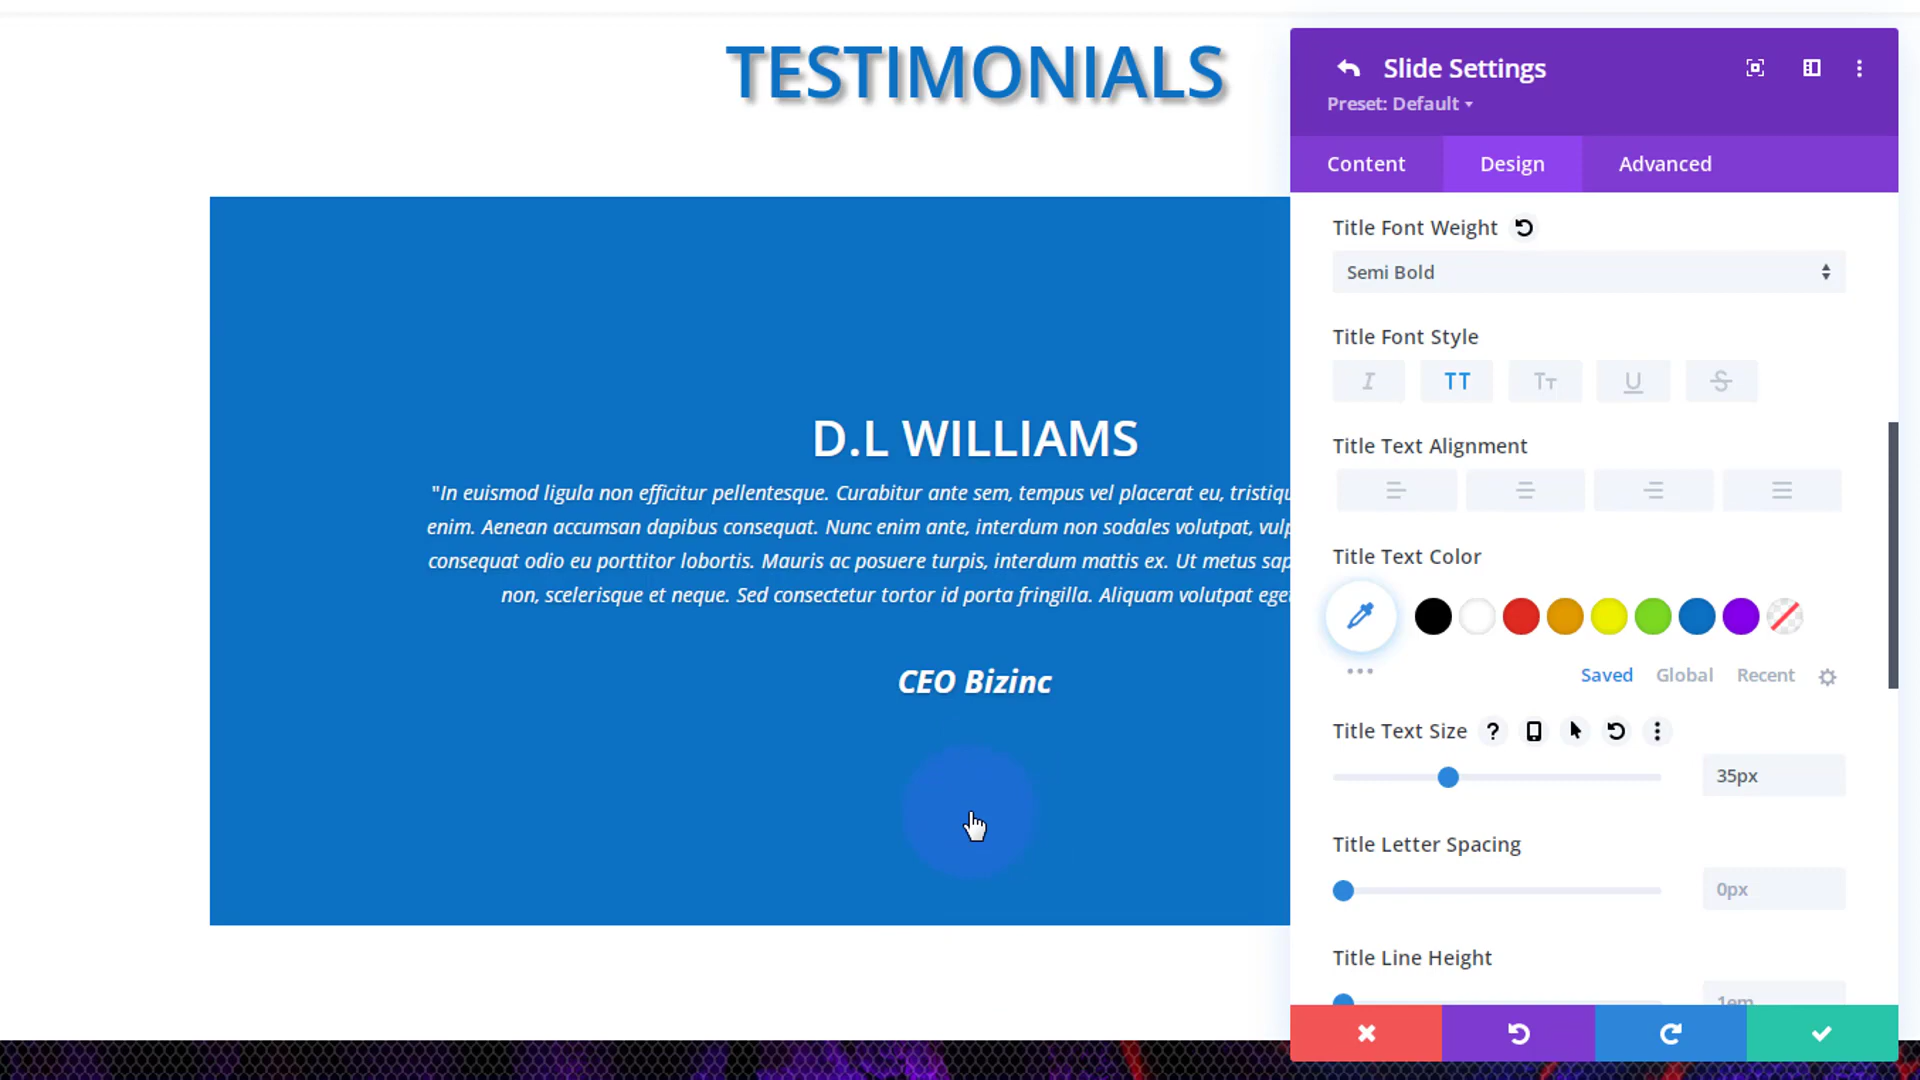 TESTIMONIALS
D.L WILLIAMS
"In euismod ligula non efficitur pellentesque. Curabitur ante sem, tempus vel placerat eu,
enim. Aenean accumsan dapibus consequat. Nunc enim ante, interdum non sodales volutpat,
consequat odio eu porttitor lobortis. Mauris ac posuere turpis, interdum mattis ex. Ut metus
non, scelerisque et neque. Sed consectetur tortor id porta fringilla. Aliquam volutpat
CEO Bizinc
Slide Settings
Preset: Default
Content Design Advanced
Title Font Weight
Semi Bold
Title Font Style
I TT Tт U S
Title Text Alignment
Title Text Color
Saved Global Recent
Title Text Size ?
35px
Title Letter Spacing
0px
Title Line Height
1em